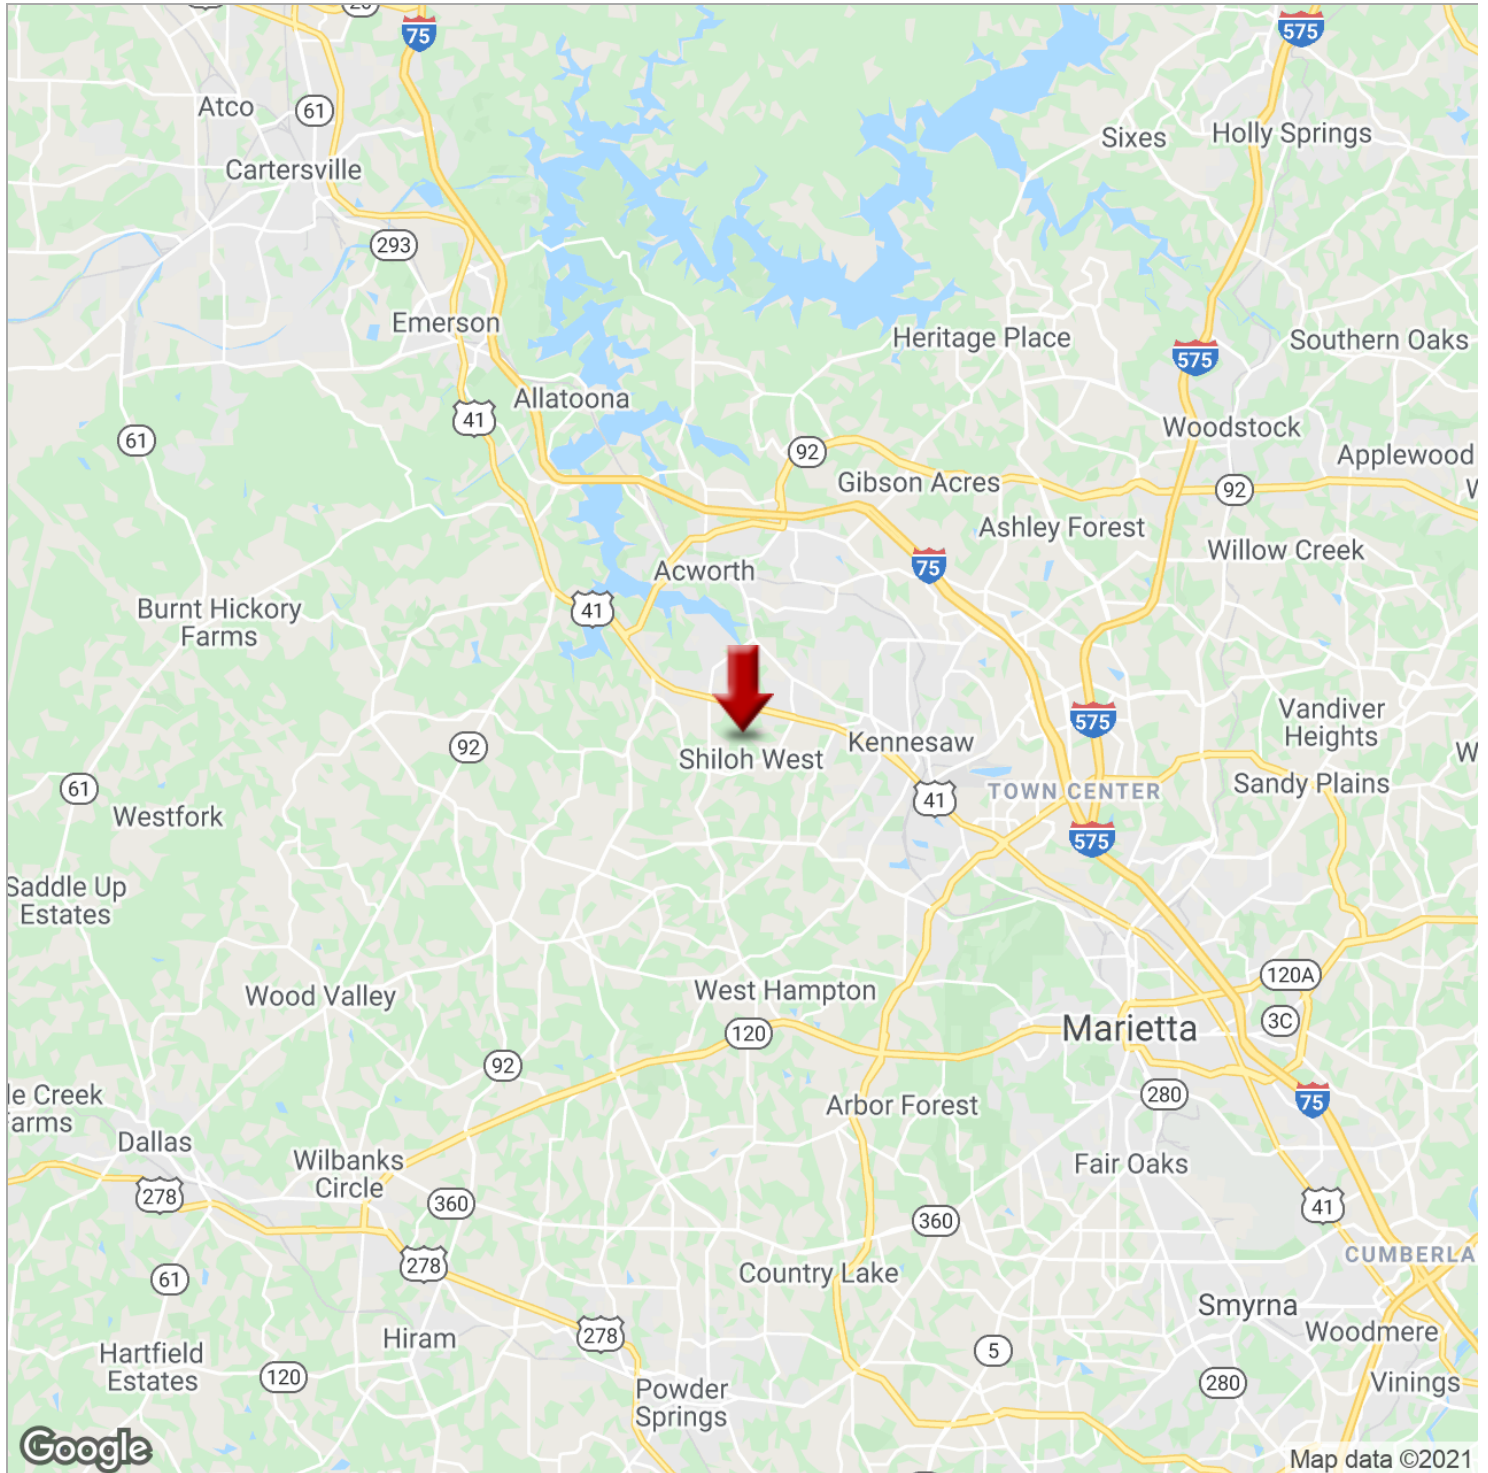 75
575
Atco
61
Sixes
Holly Springs
Cartersville
293
Emerson
Heritage Place
Southern Oaks
575
Allatoona
41
61
Woodstock
92
Applewood
Gibson Acres
92
Ashley Forest
Willow Creek
75
Acworth
Burnt Hickory
Farms
41
Vandiver
Heights
575
92
Kennesaw
Shiloh West
61
Westfork
41
TOWN CENTER
Sandy Plains
575
Saddle Up
Estates
120A
Wood Valley
West Hampton
3C
120
Marietta
92
le Creek
arms
280
75
Arbor Forest
Dallas
Wilbanks
Circle
Fair Oaks
278
360
360
41
278
61
Country Lake
CUMBERLA
Smyrna
Hiram
278
Woodmere
Hartfield
Estates
5
120
280
Vinings
Powder
Springs
Google
Map data ©2021